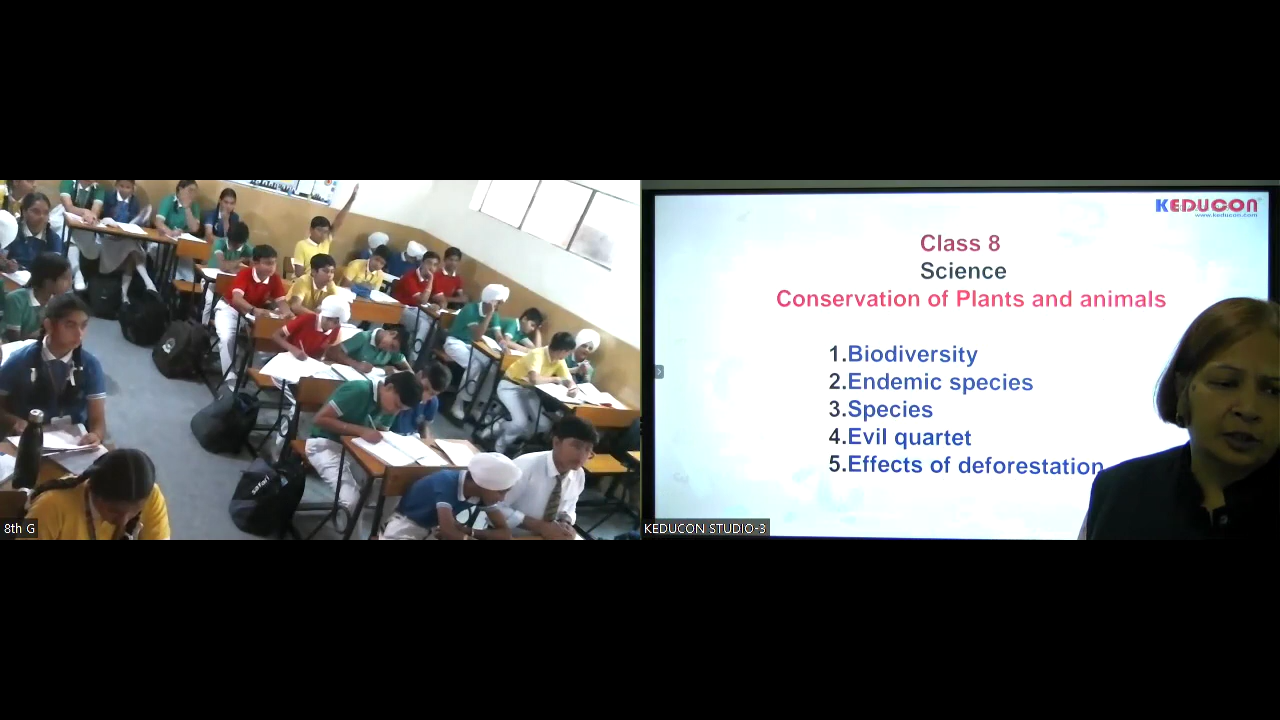 KEDUCON
www.keducon.com
Class 8
Science
Conservation of Plants and animals
1.Biodiversity
2.Endemic species
3.Species
4.Evil quartet
5.Effects of deforestation
safari
8th G
KEDUCON STUDIO-3